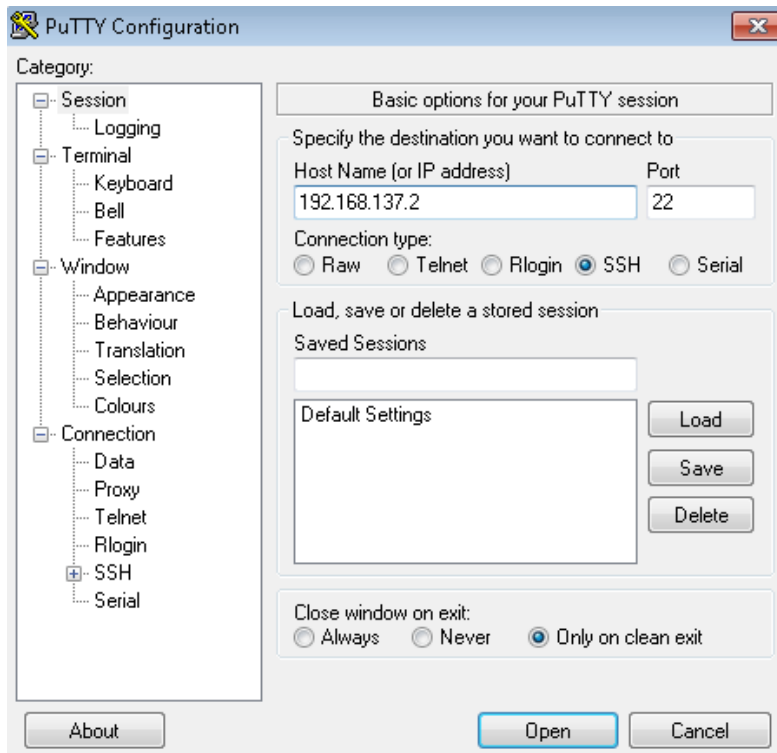 PuTTY Configuration
Category:
Session
Logging
Terminal
Keyboard
Bell
Features
Window
Appearance
Behaviour
Translation
Selection
Colours
Connection
Data
Proxy
Telnet
Rlogin
SSH
Serial
Basic options for your PuTTY session
Specify the destination you want to connect to
Host Name (or IP address) Port
192.168.137.2 22
Connection type:
Raw Telnet Rlogin SSH Serial
Load, save or delete a stored session
Saved Sessions
Default Settings
Load
Save
Delete
Close window on exit:
Always Never Only on clean exit
About Open Cancel